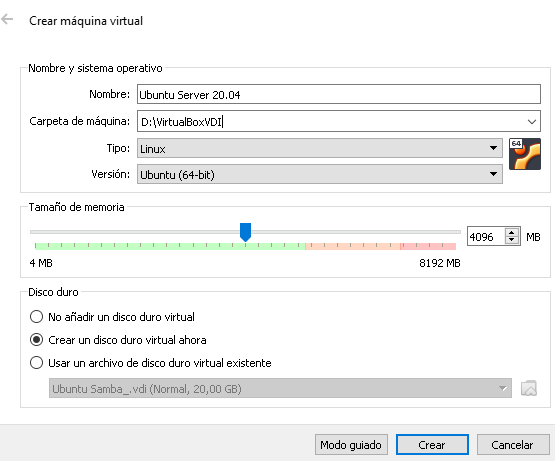 Crear máquina virtual
Nombre y sistema operativo
Nombre: Ubuntu Server 20.04
Carpeta de máquina: D:\VirtualBoxVDI
Tipo: Linux
64
Versión: Ubuntu (64-bit)
Tamaño de memoria
4096 MB
4 MB 8192 MB
Disco duro
No añadir un disco duro virtual
Crear un disco duro virtual ahora
Usar un archivo de disco duro virtual existente
Ubuntu Samba_.vdi (Normal, 20,00 GB)
Modo guiado Crear Cancelar